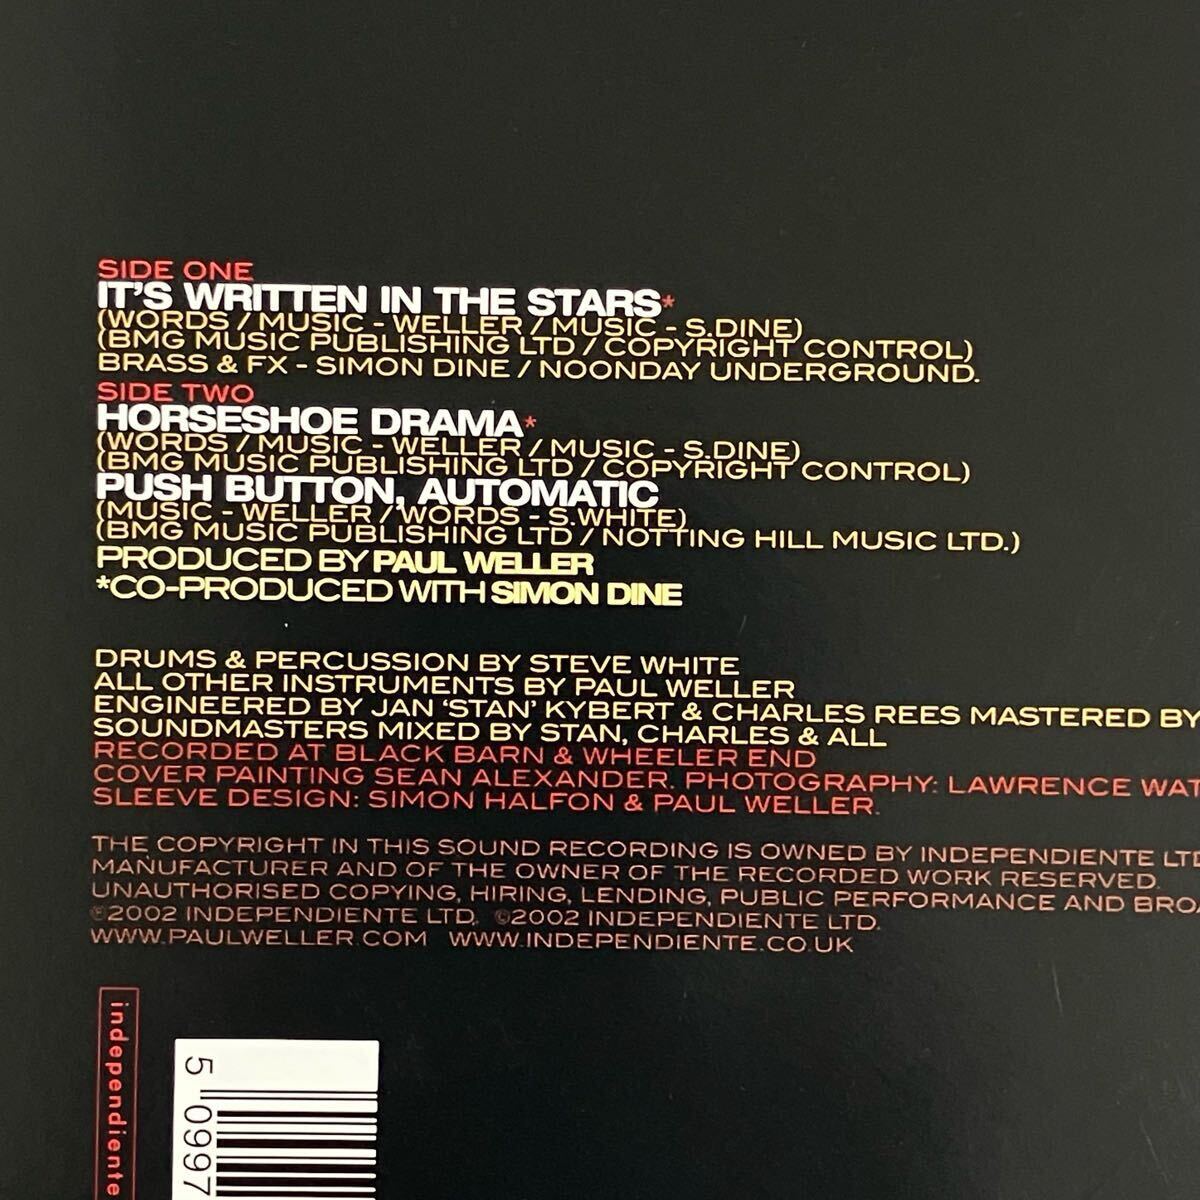 SIDE ONE
IT'S WRITTEN IN THE STARS*
(WORDS / MUSIC - WELLER / MUSIC - S.DINE)
(BMG MUSIC PUBLISHING LTD / COPYRIGHT CONTROL)
BRASS & FX - SIMON DINE / NOONDAY UNDERGROUND.
SIDE TWO
HORSESHOE DRAMA*
(WORDS / MUSIC - WELLER / MUSIC - S.DINE)
(BMG MUSIC PUBLISHING LTD / COPYRIGHT CONTROL)
PUSH BUTTON, AUTOMATIC
(MUSIC - WELLER / WORDS - S.WHITE)
(BMG MUSIC PUBLISHING LTD / NOTTING HILL MUSIC LTD.)
PRODUCED BY PAUL WELLER
*CO-PRODUCED WITH SIMON DINE
DRUMS & PERCUSSION BY STEVE WHITE
ALL OTHER INSTRUMENTS BY PAUL WELLER
ENGINEERED BY JAN 'STAN' KYBERT & CHARLES REES MASTERED BY
SOUNDMASTERS MIXED BY STAN, CHARLES & ALL
RECORDED AT BLACK BARN & WHEELER END
COVER PAINTING SEAN ALEXANDER. PHOTOGRAPHY: LAWRENCE WAT
SLEEVE DESIGN: SIMON HALFON & PAUL WELLER.
THE COPYRIGHT IN THIS SOUND RECORDING IS OWNED BY INDEPENDIENTE LTD
MANUFACTURER AND OF THE OWNER OF THE RECORDED WORK RESERVED.
UNAUTHORISED COPYING, HIRING, LENDING, PUBLIC PERFORMANCE AND BROA
℗2002 INDEPENDIENTE LTD. ©2002 INDEPENDIENTE LTD.
WWW.PAULWELLER.COM WWW.INDEPENDIENTE.CO.UK
independiente
5 0997